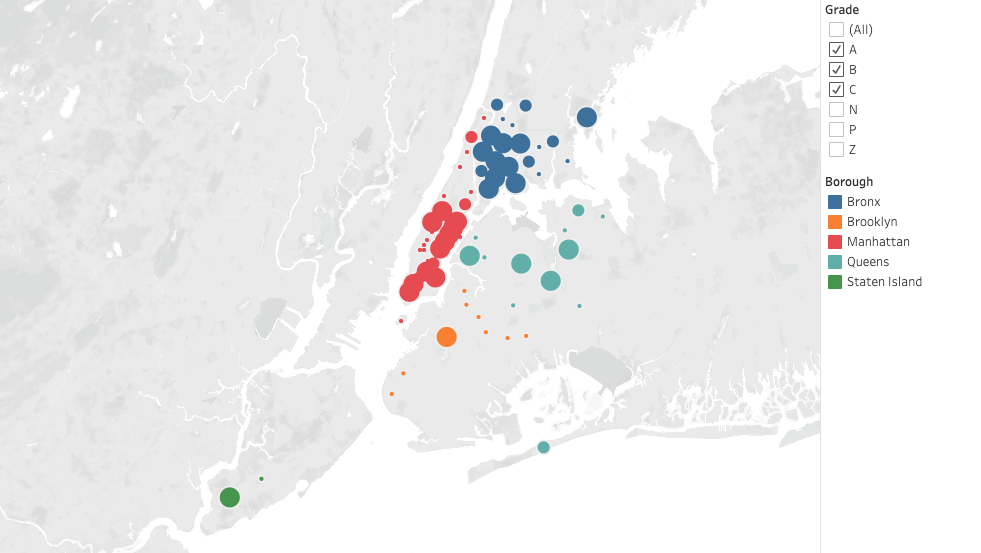 Grade
(All)
A
B
C
N
P
Z
Borough
Bronx
Brooklyn
Manhattan
Queens
Staten Island